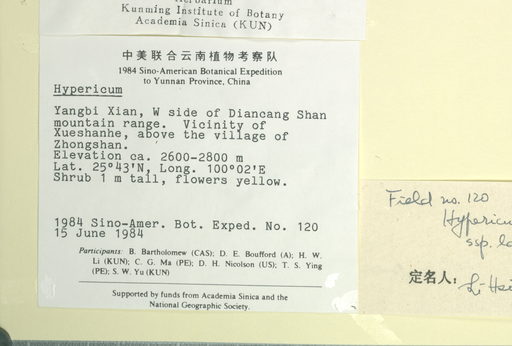 Herbarium
Kunming Institute of Botany
Academia Sinica (KUN)
中美联合云南植物考察队
1984 Sino-American Botanical Expedition
to Yunnan Province, China
Hypericum
Yangbi Xian, W side of Diancang Shan
mountain range. Vicinity of
Xueshanhe, above the village of
Zhongshan.
Elevation ca. 2600-2800 m
Lat. 25°43'N, Long. 100°02'E
Shrub 1 m tall, flowers yellow.
1984 Sino-Amer. Bot. Exped. No. 120
15 June 1984
Participants: B. Bartholomew (CAS); D. E. Boufford (A); H. W.
Li (KUN); C. G. Ma (PE); D. H. Nicolson (US); T. S. Ying
(PE); S. W. Yu (KUN)
Supported by funds from Academia Sinica and the
National Geographic Society.
Field no. 120
Hypericu
ssp.
定名人: Li